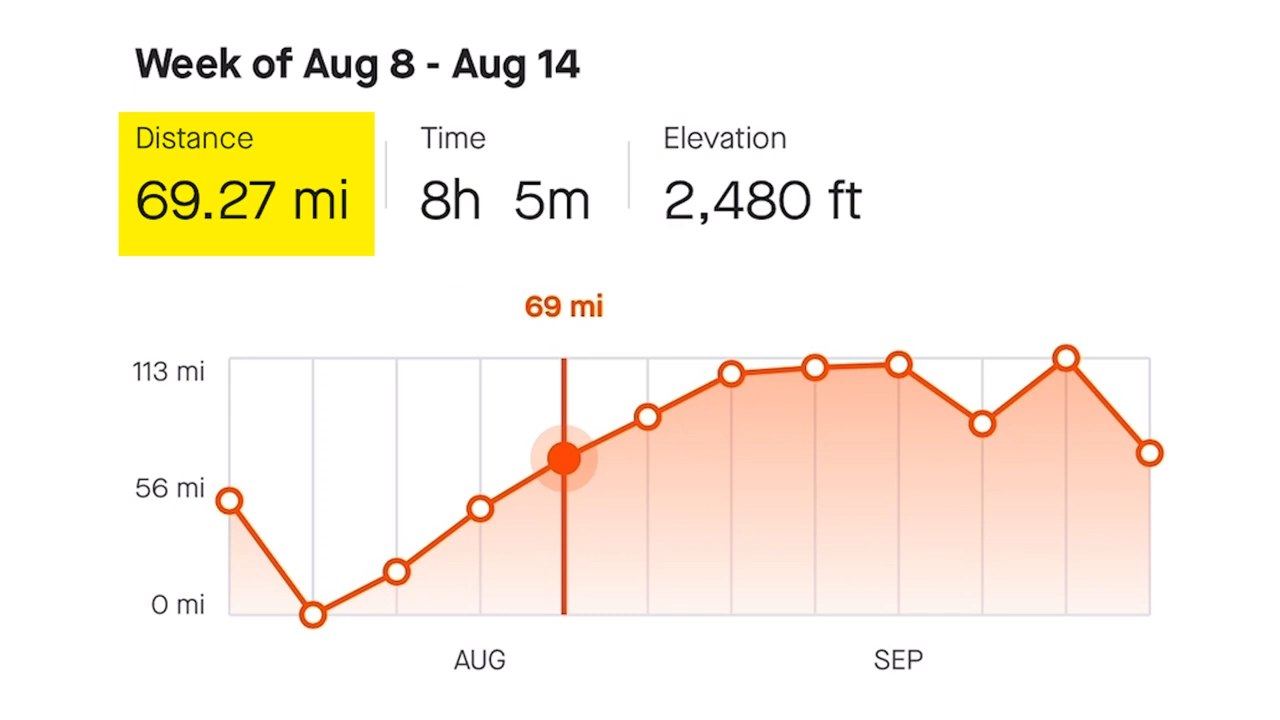 Week of Aug 8 - Aug 14
Distance Time Elevation
69.27 mi 8h 5m 2,480 ft
69 mi
113 mi
56 mi
0 mi
AUG SEP